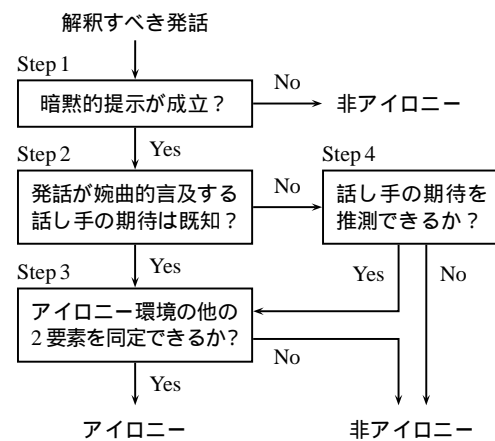 解釈すべき発話
Step 1
暗黙的提示が成立？
No
非アイロニー
Yes
Step 2
発話が婉曲的言及する
話し手の期待は既知？
No
Step 4
話し手の期待を
推測できるか？
Yes
Yes
No
Step 3
アイロニー環境の他の
2 要素を同定できるか？
No
Yes
アイロニー
非アイロニー